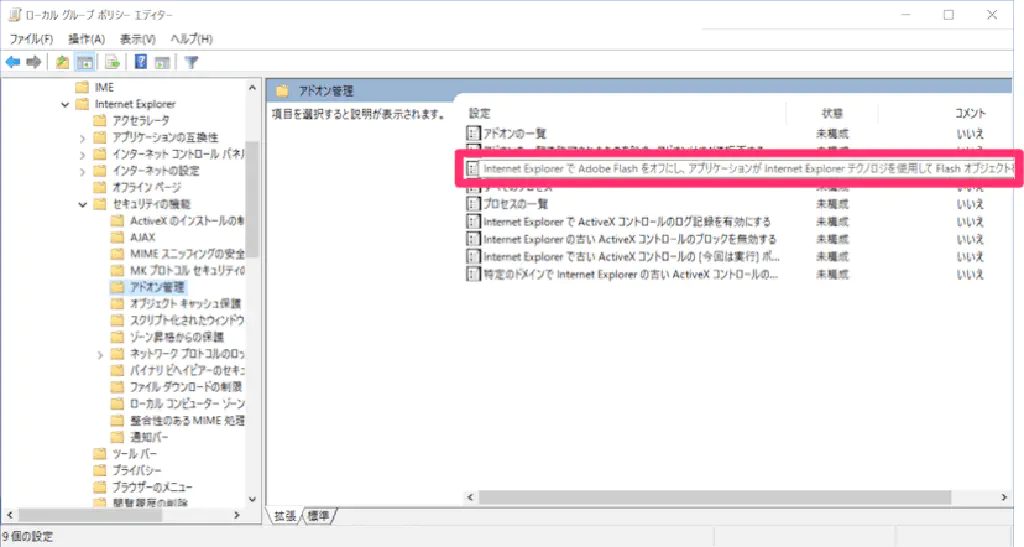 ローカル グループ ポリシー エディター
ファイル(F) 操作(A) 表示(V) ヘルプ(H)
IME
Internet Explorer
アクセラレータ
アプリケーションの互換性
インターネット コントロール パネル
インターネットの設定
オフライン ページ
セキュリティの機能
ActiveX のインストールの制
AJAX
MIME スニッフィングの安全
MK プロトコル セキュリティの
アドオン管理
オブジェクト キャッシュ保護
スクリプト化されたウィンドウ
ゾーン昇格からの保護
ネットワーク プロトコルのロッ
バイナリ ビヘイビアーのセキュ
ファイル ダウンロードの制限
ローカル コンピューター ゾーン
整合性のある MIME 処理
通知バー
ツール バー
プライバシー
ブラウザーのメニュー
閲覧履歴の削除
アドオン管理
項目を選択すると説明が表示されます。
設定 状態 コメント
アドオンの一覧 未構成 いいえ
Internet Explorer で Adobe Flash をオフにし、アプリケーションが Internet Explorer テクノロジを使用して Flash オブジェクトを
すべてのプロセス 未構成 いいえ
プロセスの一覧 未構成 いいえ
Internet Explorer で ActiveX コントロールのログ記録を有効にする 未構成 いいえ
Internet Explorer の古い ActiveX コントロールのブロックを無効する 未構成 いいえ
Internet Explorer で古い ActiveX コントロールの [今回は実行] ボ... 未構成 いいえ
特定のドメインで Internet Explorer の古い ActiveX コントロールの... 未構成 いいえ
拡張 標準
9 個の設定